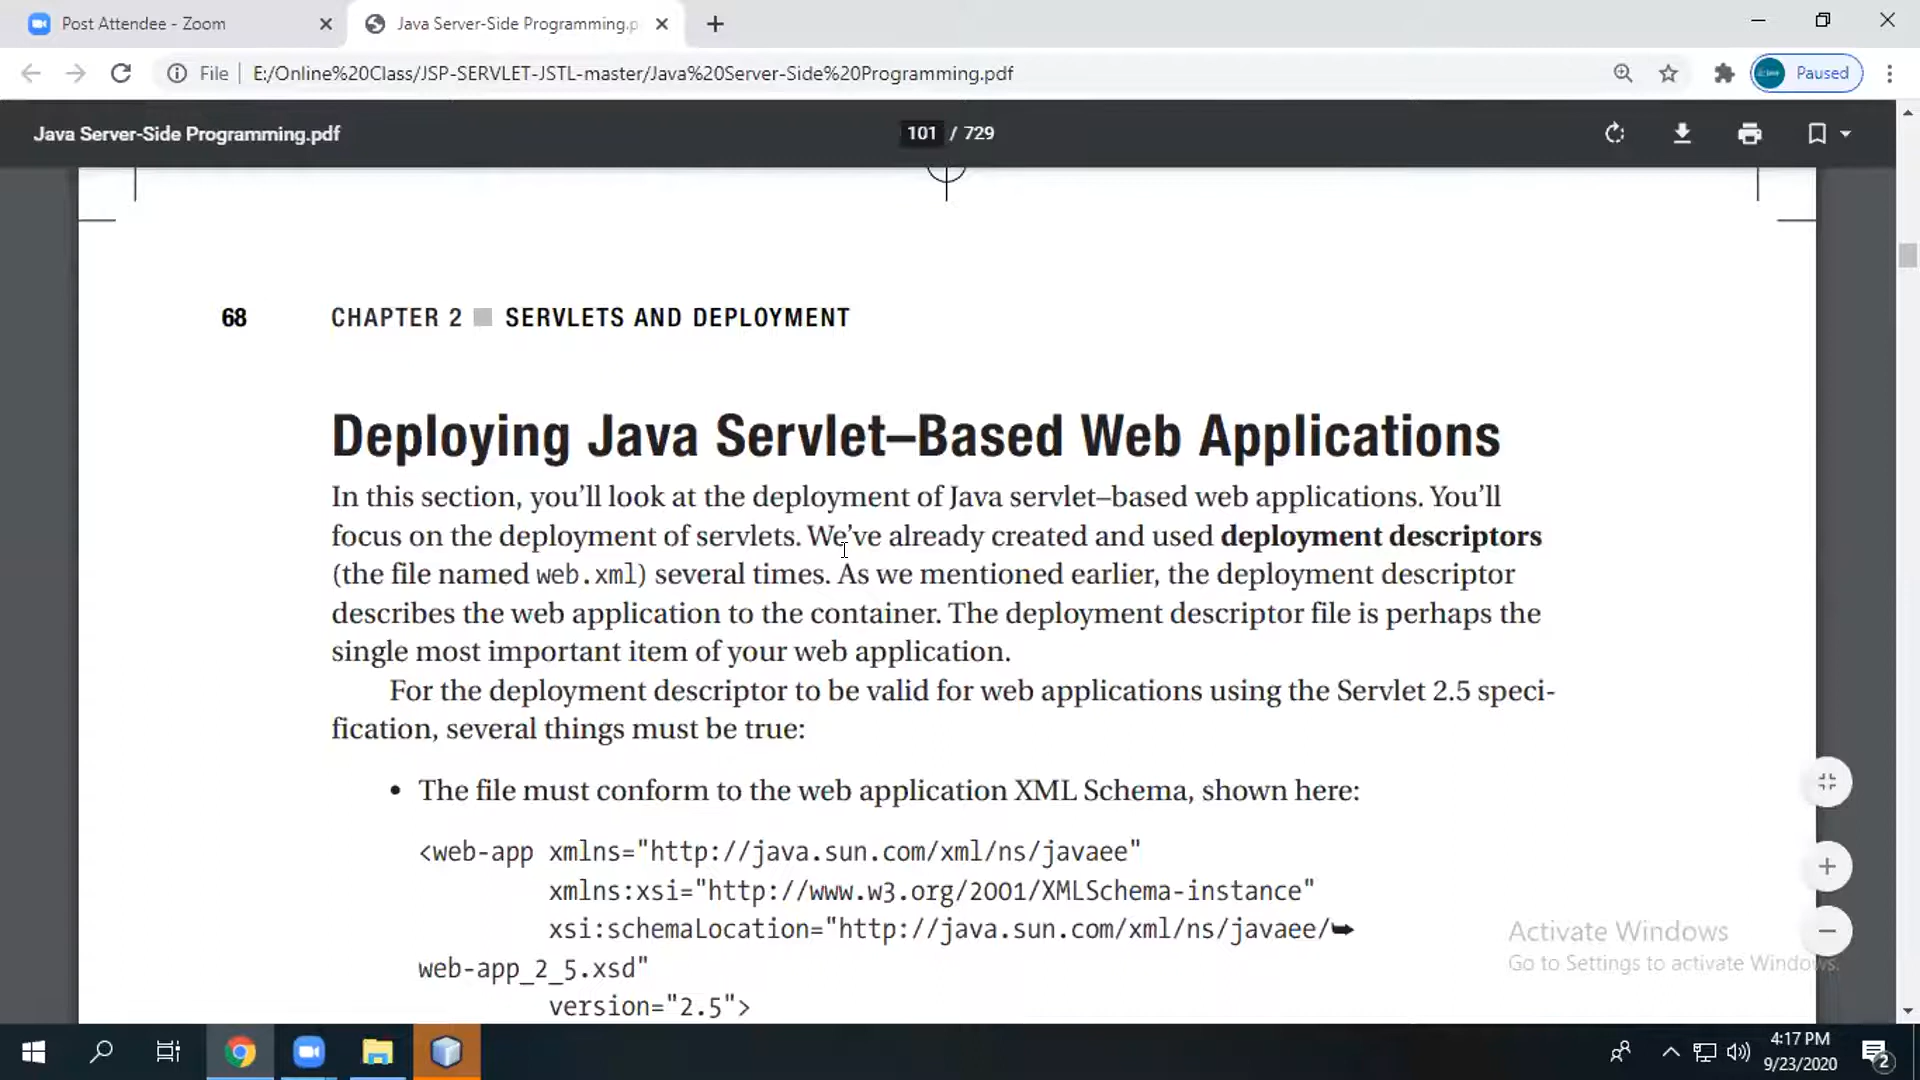 Post Attendee - Zoom
Java Server-Side Programming.p
File
E:/Online%20Class/JSP-SERVLET-JSTL-master/Java%20Server-Side%20Programming.pdf
Paused
Java Server-Side Programming.pdf
101 / 729
68 CHAPTER 2 ■ SERVLETS AND DEPLOYMENT
Deploying Java Servlet–Based Web Applications
In this section, you’ll look at the deployment of Java servlet–based web applications. You’ll
focus on the deployment of servlets. We’ve already created and used deployment descriptors
(the file named web.xml) several times. As we mentioned earlier, the deployment descriptor
describes the web application to the container. The deployment descriptor file is perhaps the
single most important item of your web application.
For the deployment descriptor to be valid for web applications using the Servlet 2.5 speci-
fication, several things must be true:
• The file must conform to the web application XML Schema, shown here:
<web-app xmlns="http://java.sun.com/xml/ns/javaee"
xmlns:xsi="http://www.w3.org/2001/XMLSchema-instance"
xsi:schemaLocation="http://java.sun.com/xml/ns/javaee/➥
web-app_2_5.xsd"
version="2.5">
Activate Windows
Go to Settings to activate Windows.
4:17 PM
9/23/2020
2